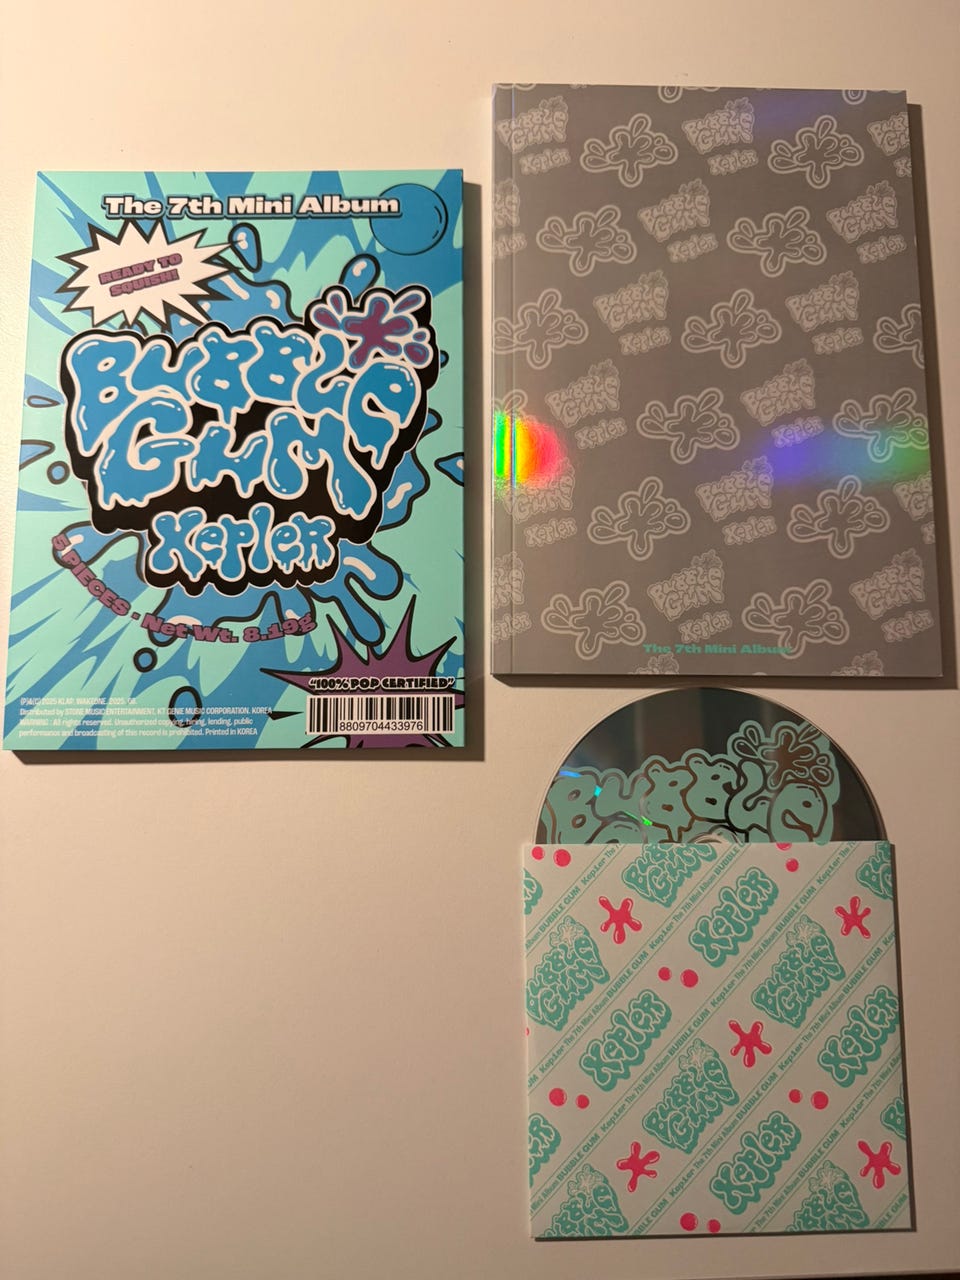 The 7th Mini Album
READY TO
SQUISH!
BUBBLE
GUM
Kep1er
5 PIECES · Net Wt. 8.19g
"100% POP CERTIFIED"
8809704433976
(P)&(C) 2025 KLAP, WAKEONE. 2025. 08.
Distributed by STONE MUSIC ENTERTAINMENT, KT GENIE MUSIC CORPORATION. KOREA
WARNING : All rights reserved. Unauthorized copying, hiring, lending, public
performance and broadcasting of this record is prohibited. Printed in KOREA
BUBBLE
GUM
Kep1er
The 7th Mini Album
BUBBLE
Kep1er The 7th Mini Album BUBBLE GUM
BUBBLE
GUM
Kep1er